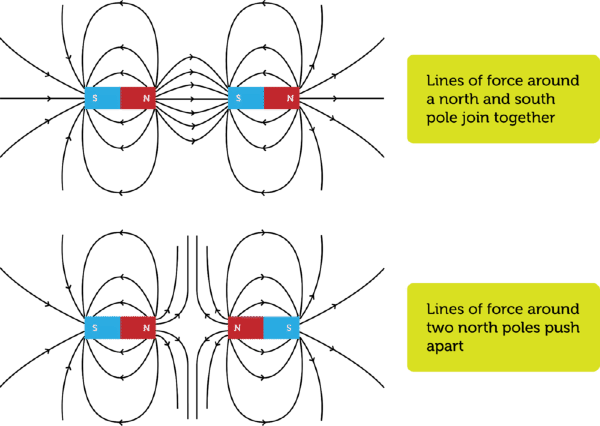 S N S N
Lines of force around
a north and south
pole join together
S N N S
Lines of force around
two north poles push
apart